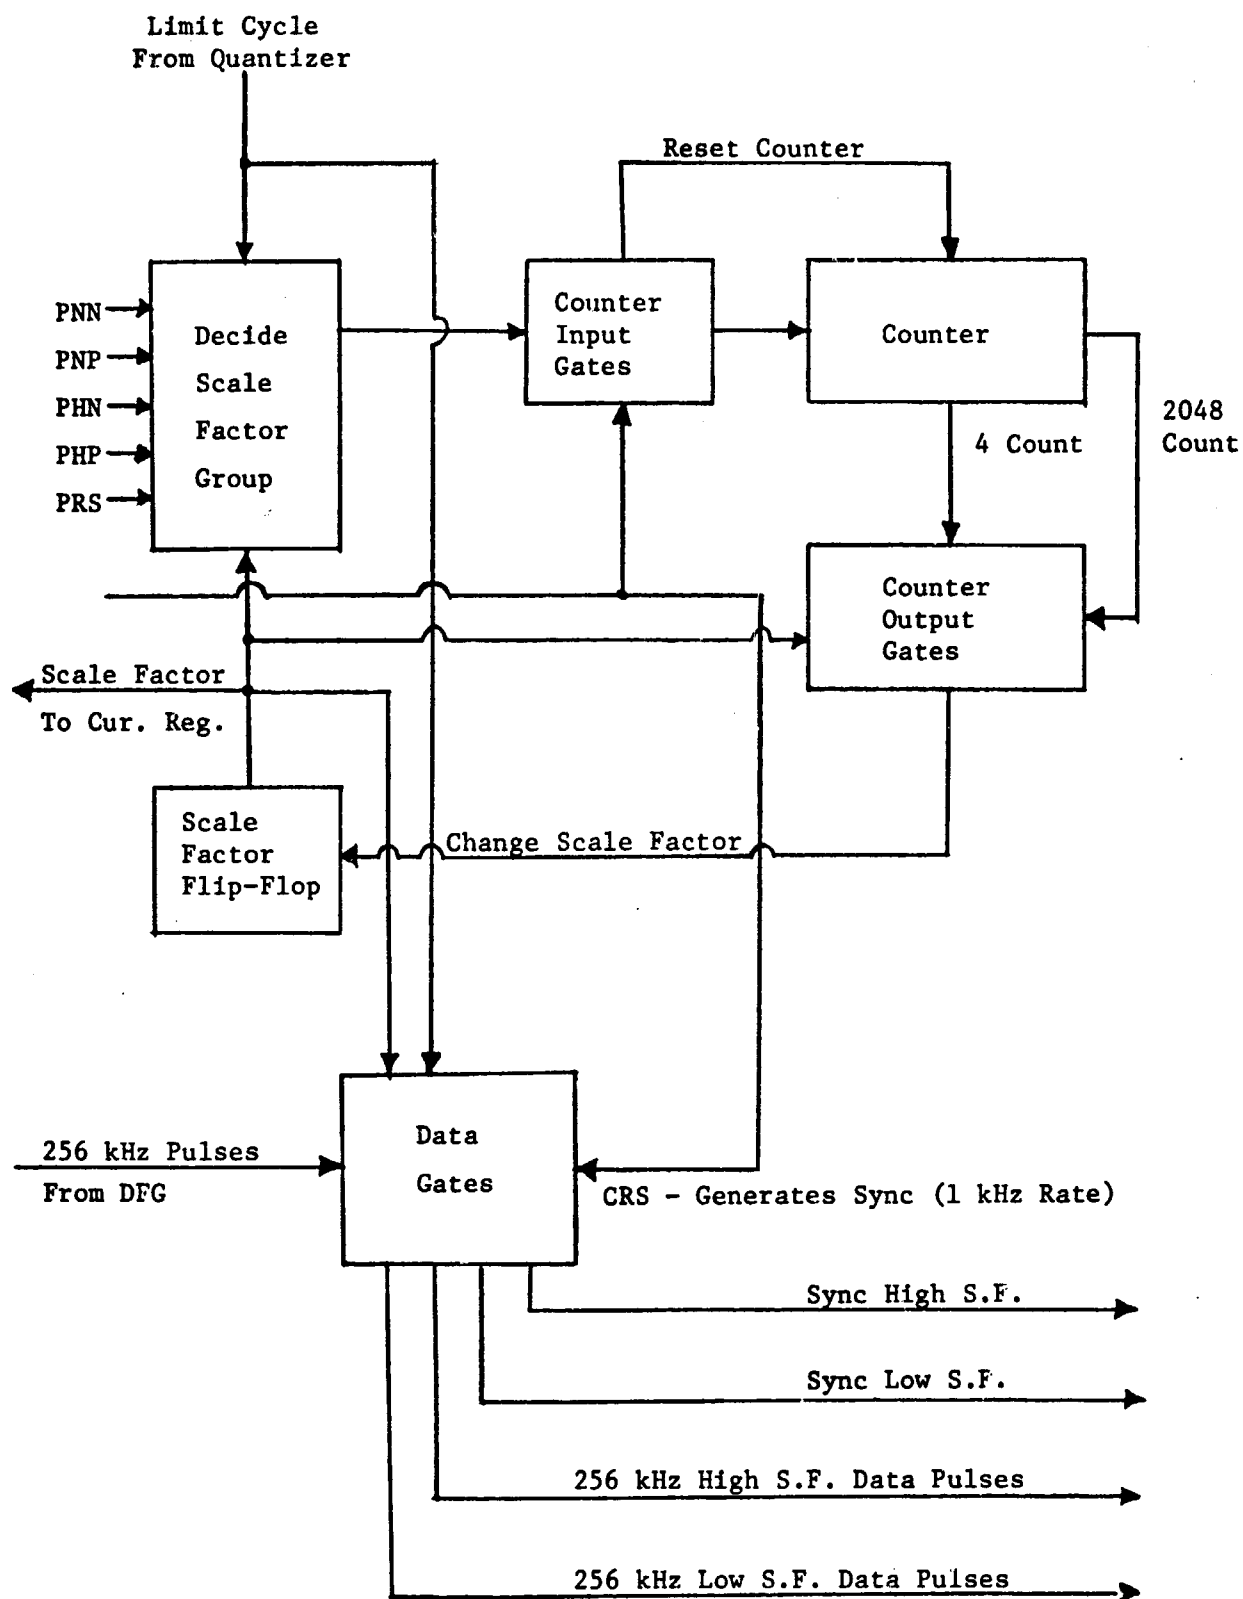 Limit Cycle
From Quantizer
Reset Counter
PNN
PNP
PHN
PHP
PRS
Decide
Scale
Factor
Group
Counter
Input
Gates
Counter
2048
Count
4 Count
Counter
Output
Gates
Scale Factor
To Cur. Reg.
Scale
Factor
Flip-Flop
Change Scale Factor
Data
Gates
256 kHz Pulses
From DFG
CRS - Generates Sync (1 kHz Rate)
Sync High S.F.
Sync Low S.F.
256 kHz High S.F. Data Pulses
256 kHz Low S.F. Data Pulses